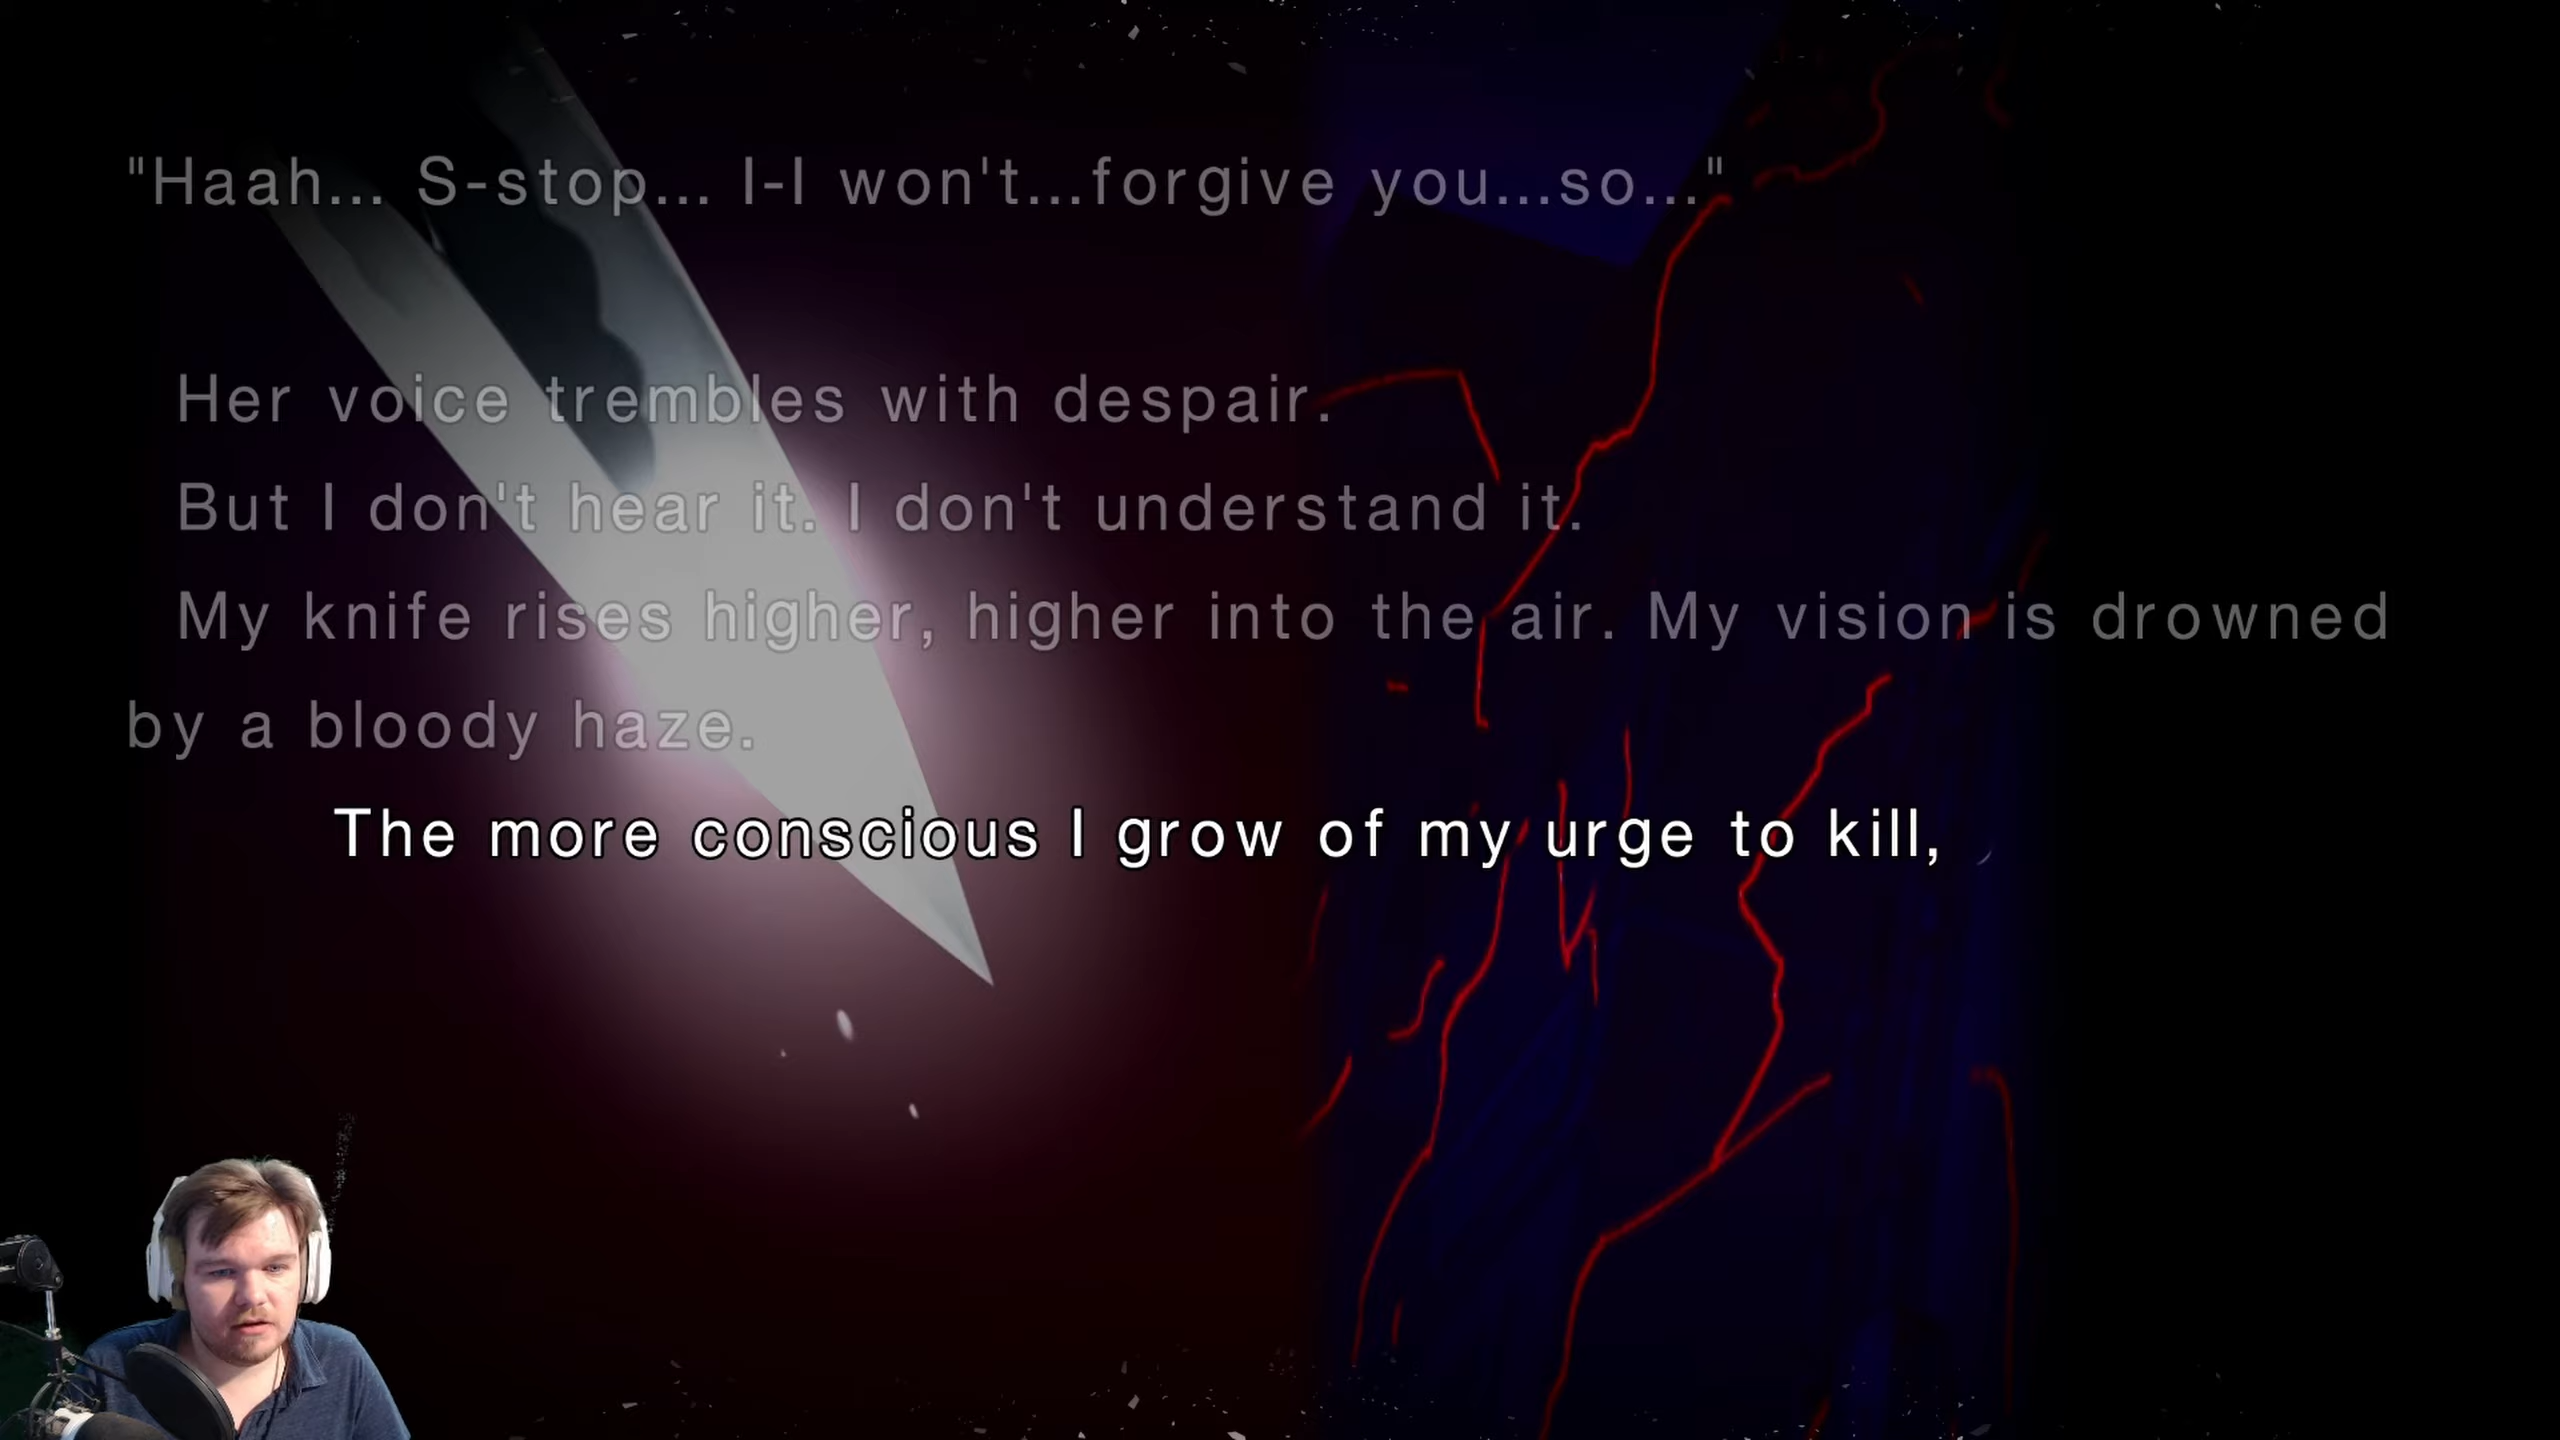 "Haah... S-stop... I-I won't...forgive you...so..."
Her voice trembles with despair.
But I don't hear it. I don't understand it.
My knife rises higher, higher into the air. My vision is drowned
by a bloody haze.
The more conscious I grow of my urge to kill,